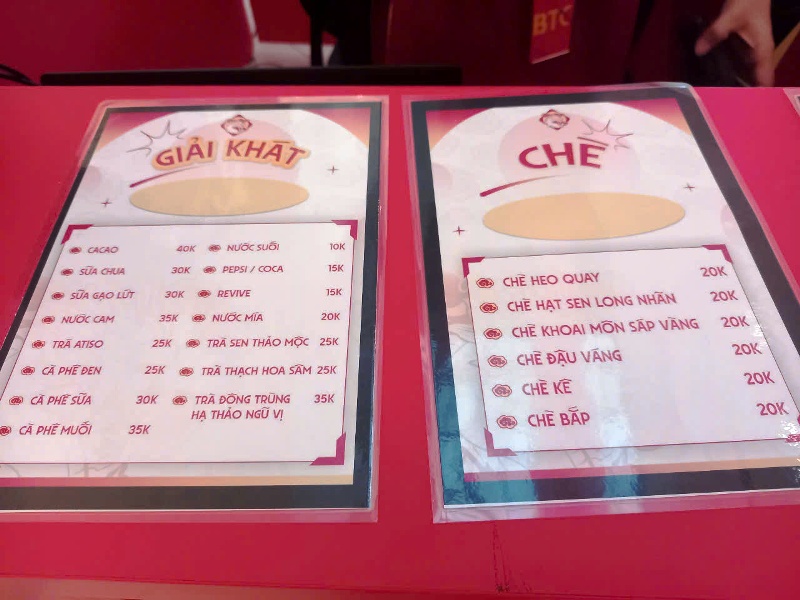 BTC
GIẢI KHÁT
CACAO 40K
SỮA CHUA 30K
SỮA GẠO LỨT 30K
NƯỚC CAM 35K
TRÀ ATISO 25K
CÀ PHÊ ĐEN 25K
CÀ PHÊ SỮA 30K
CÀ PHÊ MUỐI 35K
NƯỚC SUỐI 10K
PEPSI / COCA 15K
REVIVE 15K
NƯỚC MÍA 20K
TRÀ SEN THẢO MỘC 25K
TRÀ THẠCH HOA SÂM 25K
TRÀ ĐÔNG TRÙNG 35K
HẠ THẢO NGŨ VỊ
CHÈ
CHÈ HEO QUAY 20K
CHÈ HẠT SEN LONG NHÃN 20K
CHÈ KHOAI MÔN SÁP VÀNG 20K
CHÈ ĐẬU VÁNG 20K
CHÈ KÊ 20K
CHÈ BẮP 20K